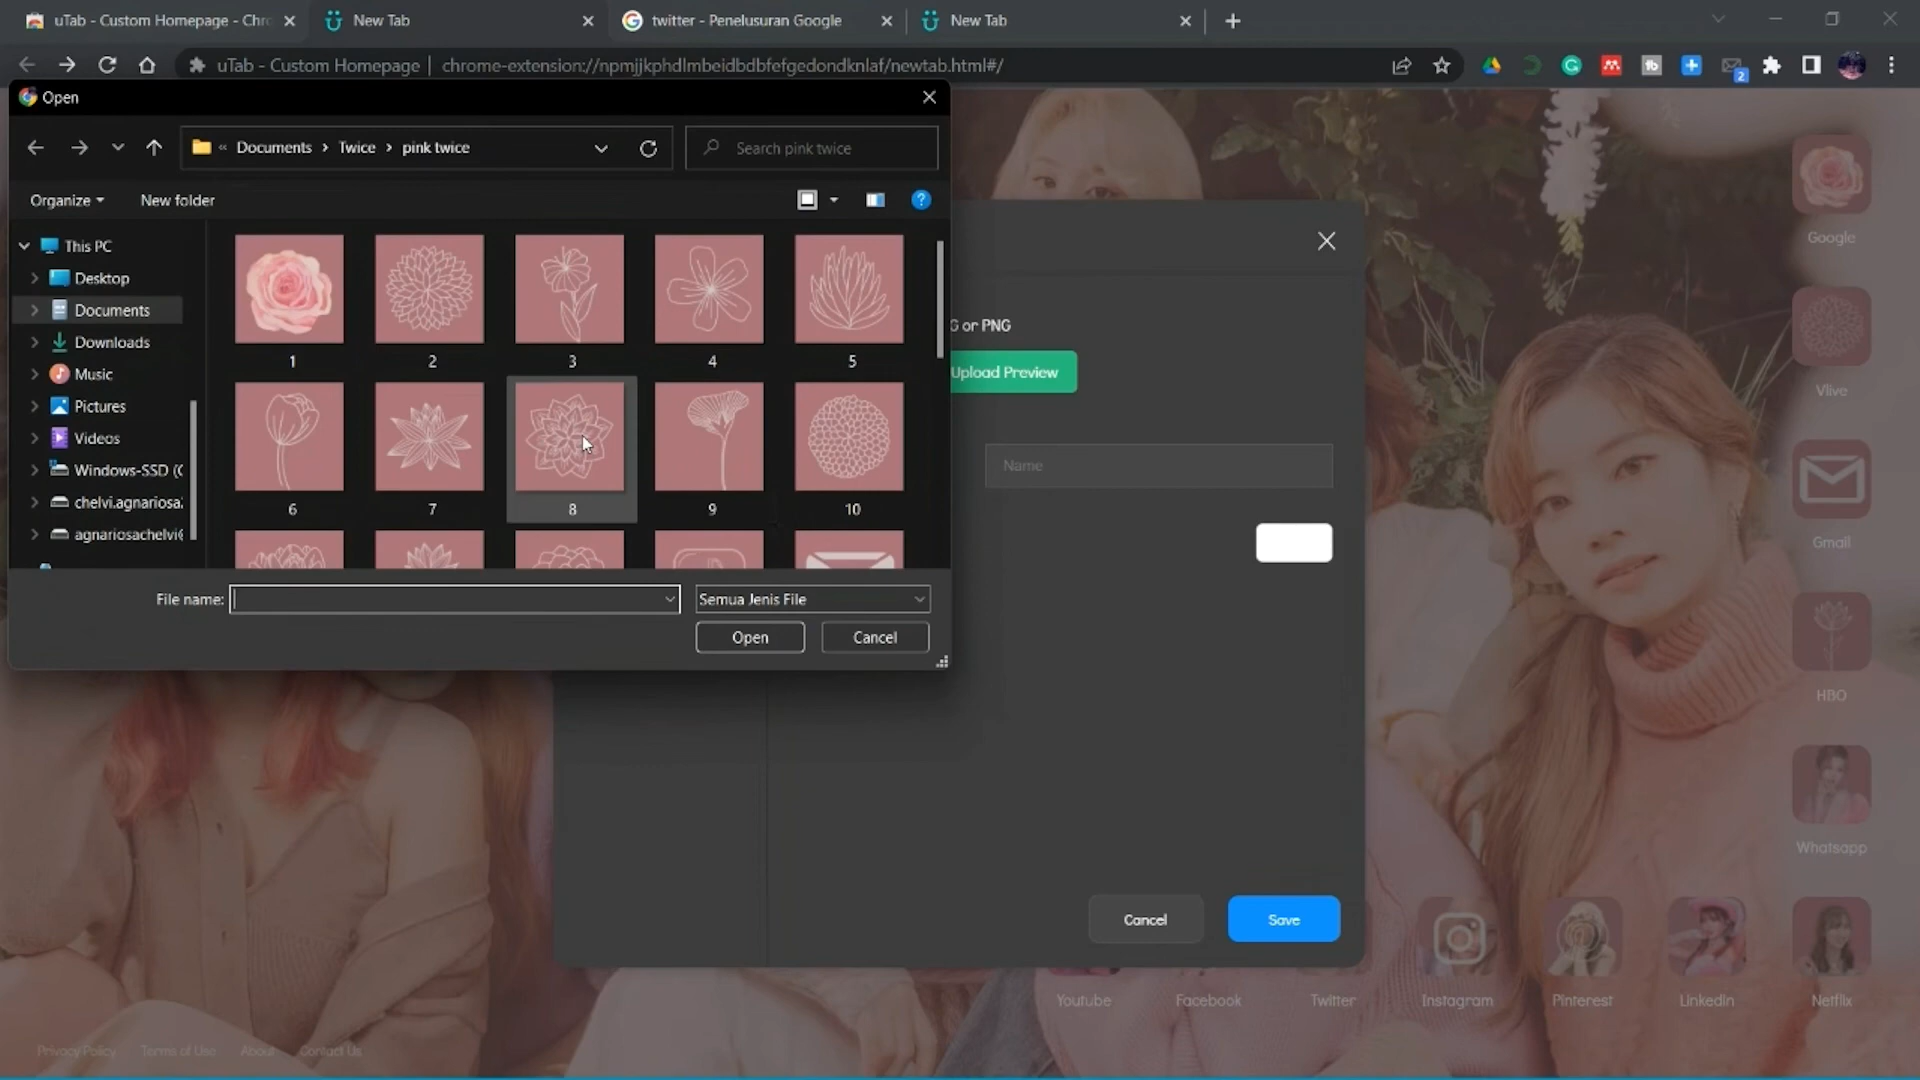 uTab - Custom Homepage - Chro
New Tab
twitter - Penelusuran Google
New Tab
uTab - Custom Homepage
chrome-extension://npmjjkphdlmbeidbdbfefgedondknlaf/newtab.html#/
2
Open
« Documents > Twice > pink twice
Search pink twice
Organize
New folder
This PC
Desktop
Documents
Downloads
Music
Pictures
Videos
Windows-SSD (C
chelvi.agnariosa.
agnariosachelvi@
1
2
3
4
5
6
7
8
9
10
File name:
Semua Jenis File
Open
Cancel
G or PNG
Upload Preview
Name
Cancel
Save
Google
Vlive
Gmail
HBO
Whatsapp
Youtube
Facebook
Twitter
Instagram
Pinterest
LinkedIn
Netflix
Privacy Policy
Terms of Use
About
Contact Us